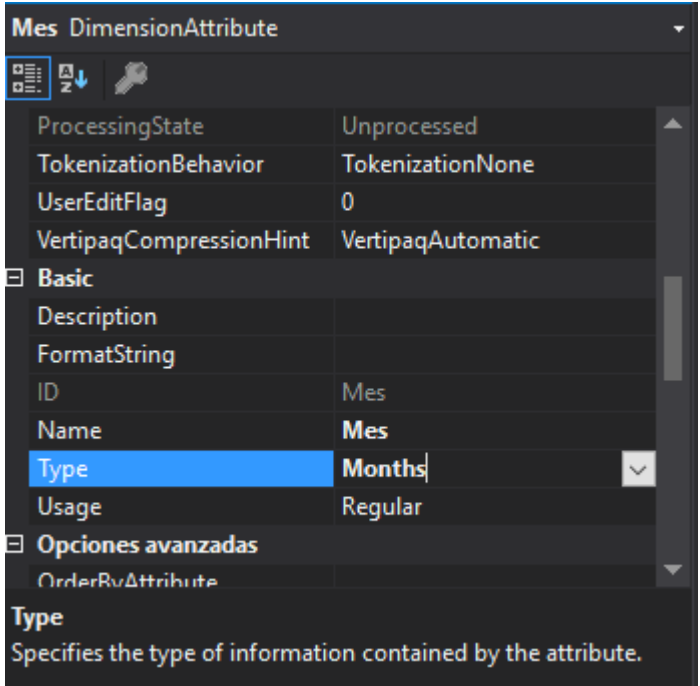 Mes DimensionAttribute
ProcessingState Unprocessed
TokenizationBehavior TokenizationNone
UserEditFlag 0
VertipaqCompressionHint VertipaqAutomatic
Basic
Description
FormatString
ID Mes
Name Mes
Type Months
Usage Regular
Opciones avanzadas
OrderByAttribute
Type
Specifies the type of information contained by the attribute.